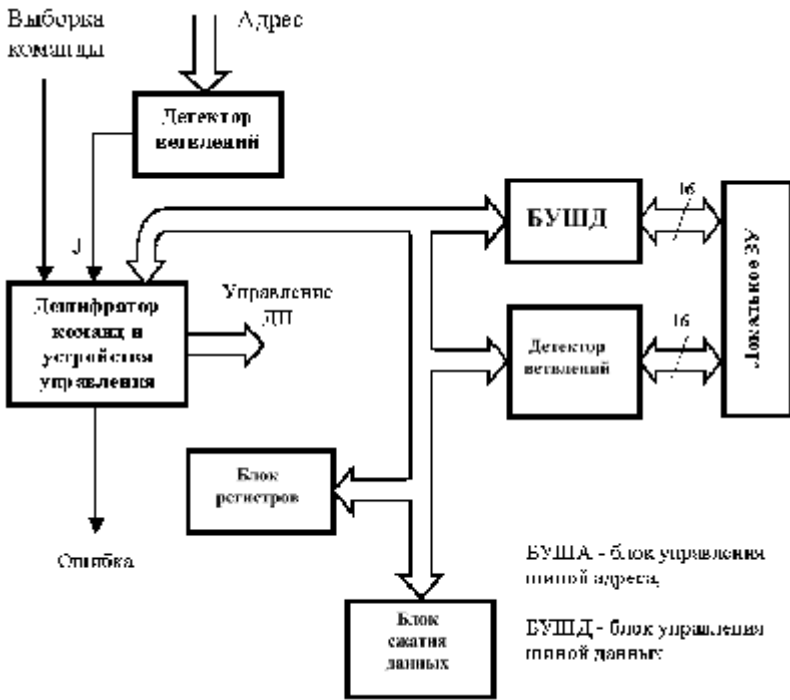 Выборка
команды
Адрес
Детектор
ветвлений
J
БУШД
16
Локальное ЗУ
Дешифратор
команд и
устройства
управления
Управление
ДП
Детектор
ветвлений
16
Блок
регистров
Ошибка
БУША - блок управления
шиной адреса,
БУШД - блок управления
шиной данных
Блок
сжатия
данных